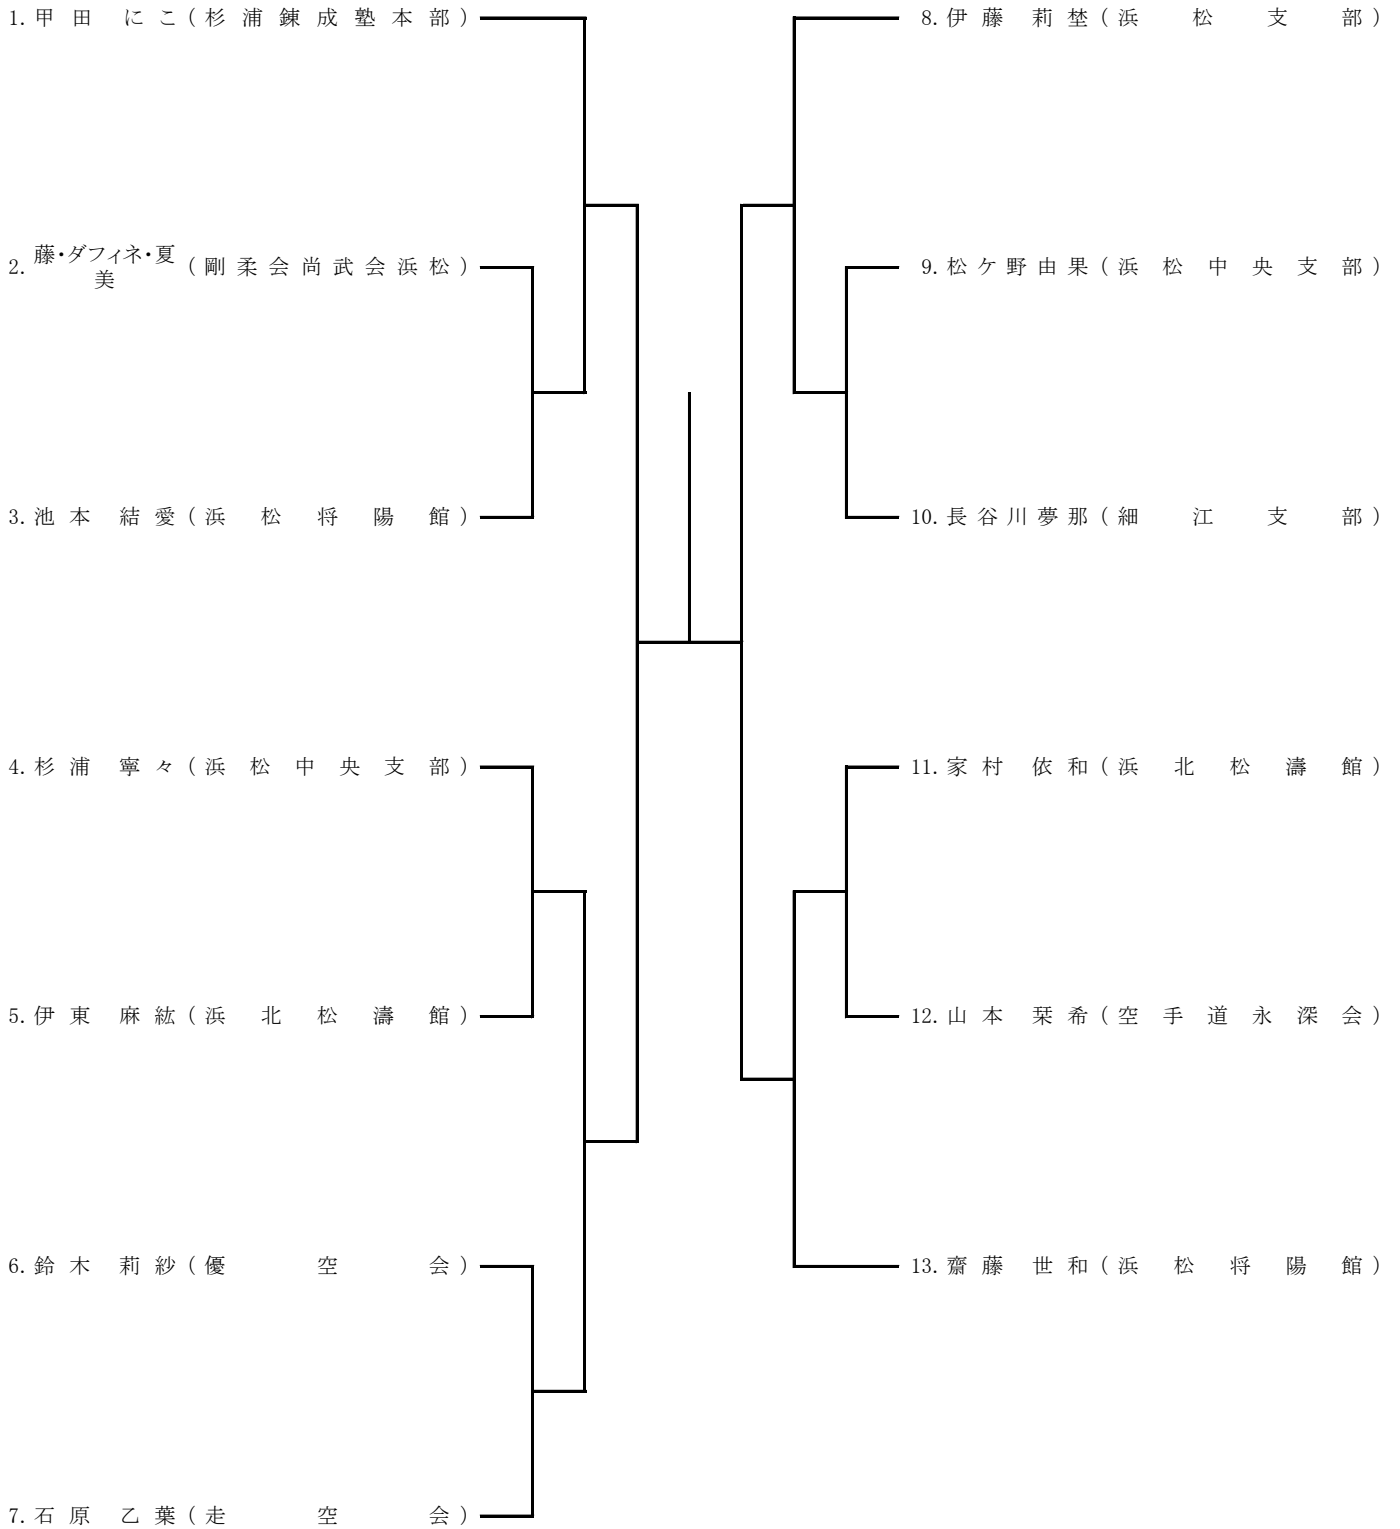 1. 甲田 にこ (杉浦錬成塾本部)
2. 藤・ダフィネ・夏
美 (剛柔会尚武会浜松)
3. 池本 結愛 (浜松将陽館)
4. 杉浦 寧々 (浜松中央支部)
5. 伊東 麻紘 (浜北松濤館)
6. 鈴木 莉紗 (優空会)
7. 石原 乙葉 (走空会)
8. 伊藤 莉埜 (浜松支部)
9. 松ケ野由果 (浜松中央支部)
10. 長谷川夢那 (細江支部)
11. 家村 依和 (浜北松濤館)
12. 山本 栞希 (空手道永深会)
13. 齋藤 世和 (浜松将陽館)